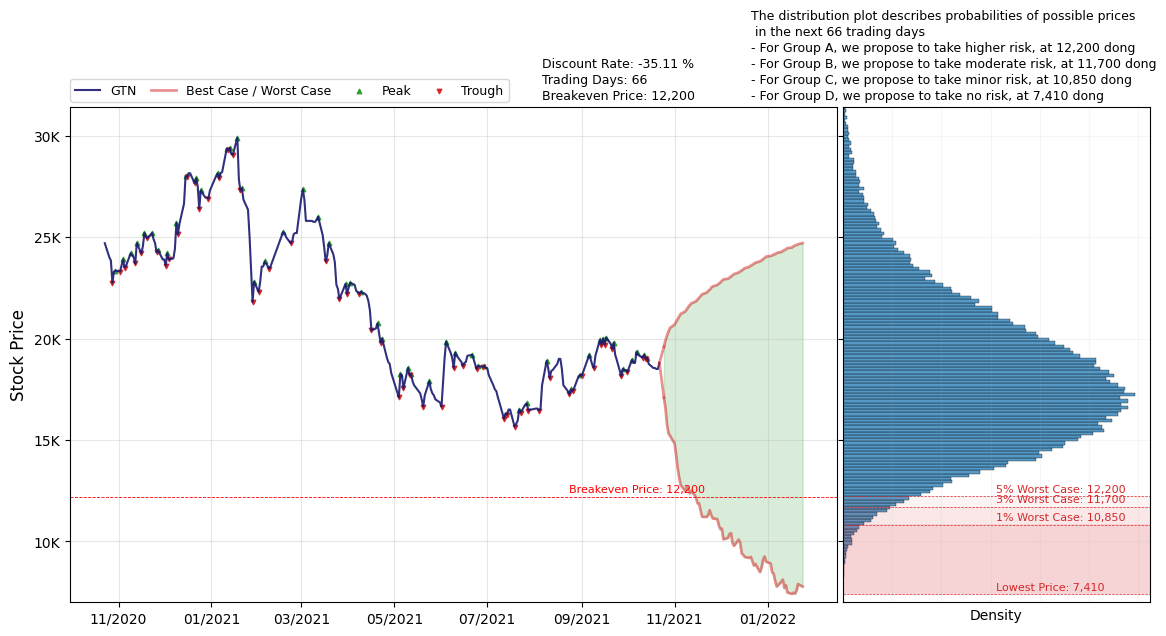 The distribution plot describes probabilities of possible prices
in the next 66 trading days
- For Group A, we propose to take higher risk, at 12,200 dong
- For Group B, we propose to take moderate risk, at 11,700 dong
- For Group C, we propose to take minor risk, at 10,850 dong
- For Group D, we propose to take no risk, at 7,410 dong
Discount Rate: -35.11 %
Trading Days: 66
Breakeven Price: 12,200
GTN
Best Case / Worst Case
Peak
Trough
Stock Price
30K
25K
20K
15K
10K
Breakeven Price: 12,200
5% Worst Case: 12,200
3% Worst Case: 11,700
1% Worst Case: 10,850
Lowest Price: 7,410
11/2020
01/2021
03/2021
05/2021
07/2021
09/2021
11/2021
01/2022
Density